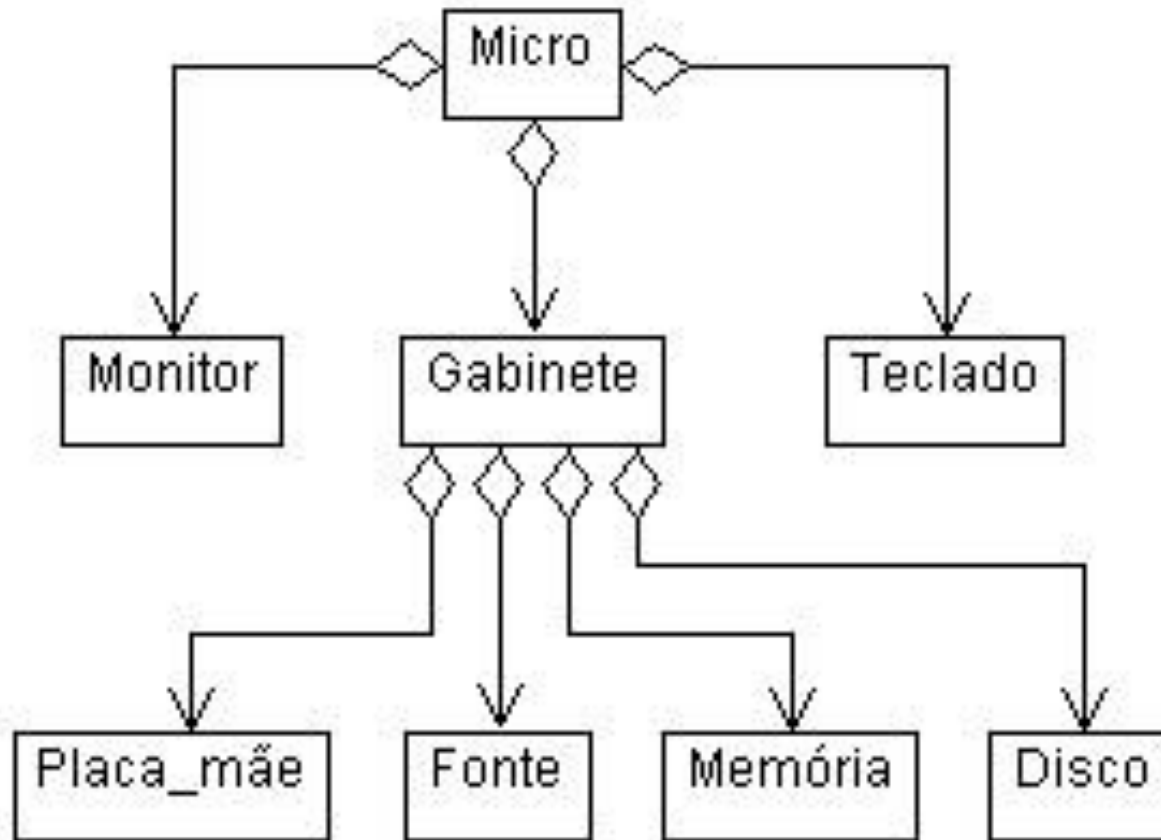 Micro
Monitor
Gabinete
Teclado
Placa_mãe
Fonte
Memória
Disco